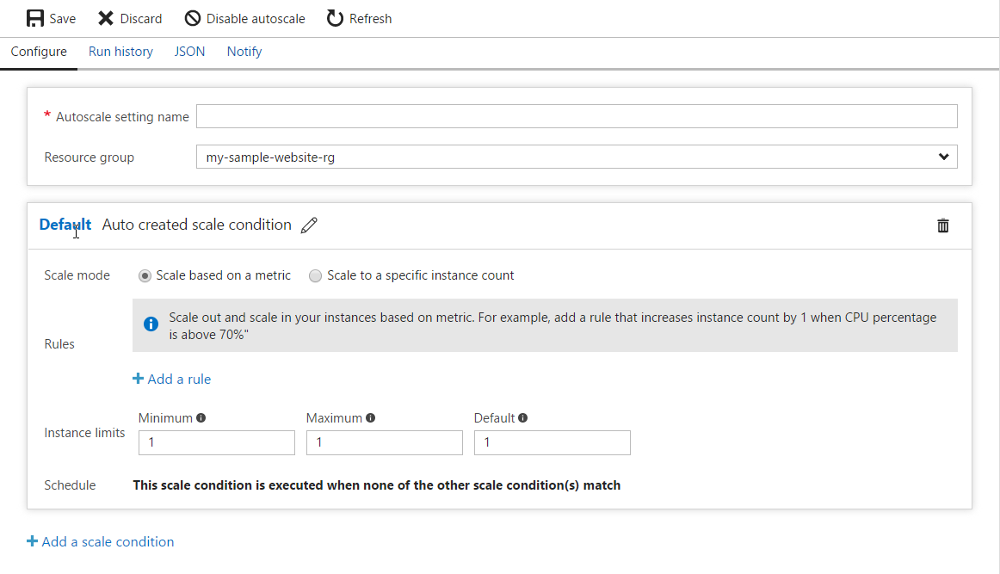 Save Discard Disable autoscale Refresh
Configure Run history JSON Notify
* Autoscale setting name
Resource group my-sample-website-rg
Default Auto created scale condition
Scale mode Scale based on a metric Scale to a specific instance count
Scale out and scale in your instances based on metric. For example, add a rule that increases instance count by 1 when CPU percentage
is above 70%"
Rules
+ Add a rule
Minimum Maximum Default
Instance limits 1 1 1
Schedule This scale condition is executed when none of the other scale condition(s) match
+ Add a scale condition